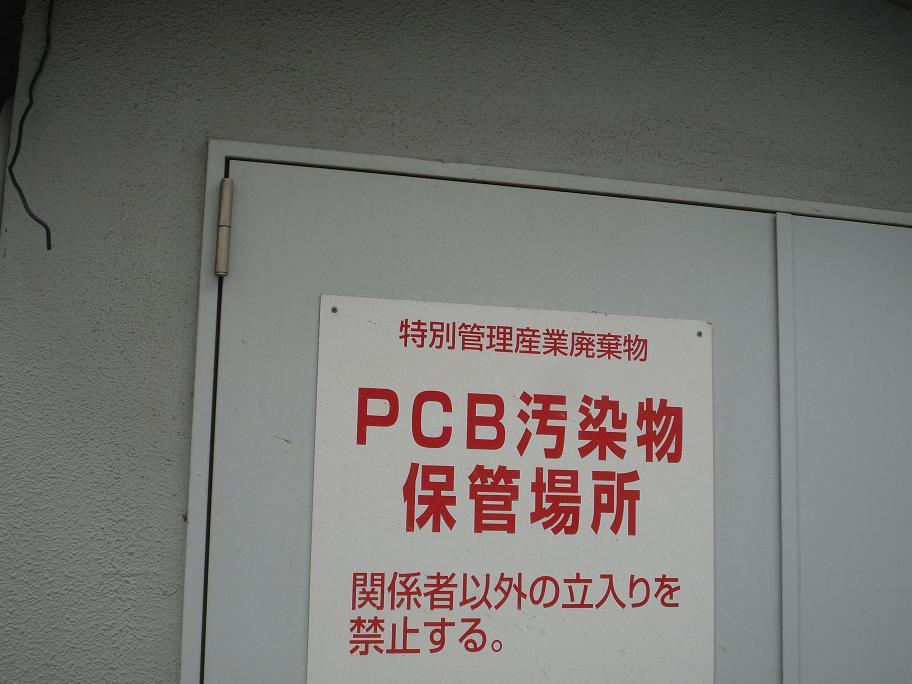 特別管理産業廃棄物
ＰＣＢ汚染物
保管場所
関係者以外の立入りを
禁止する。